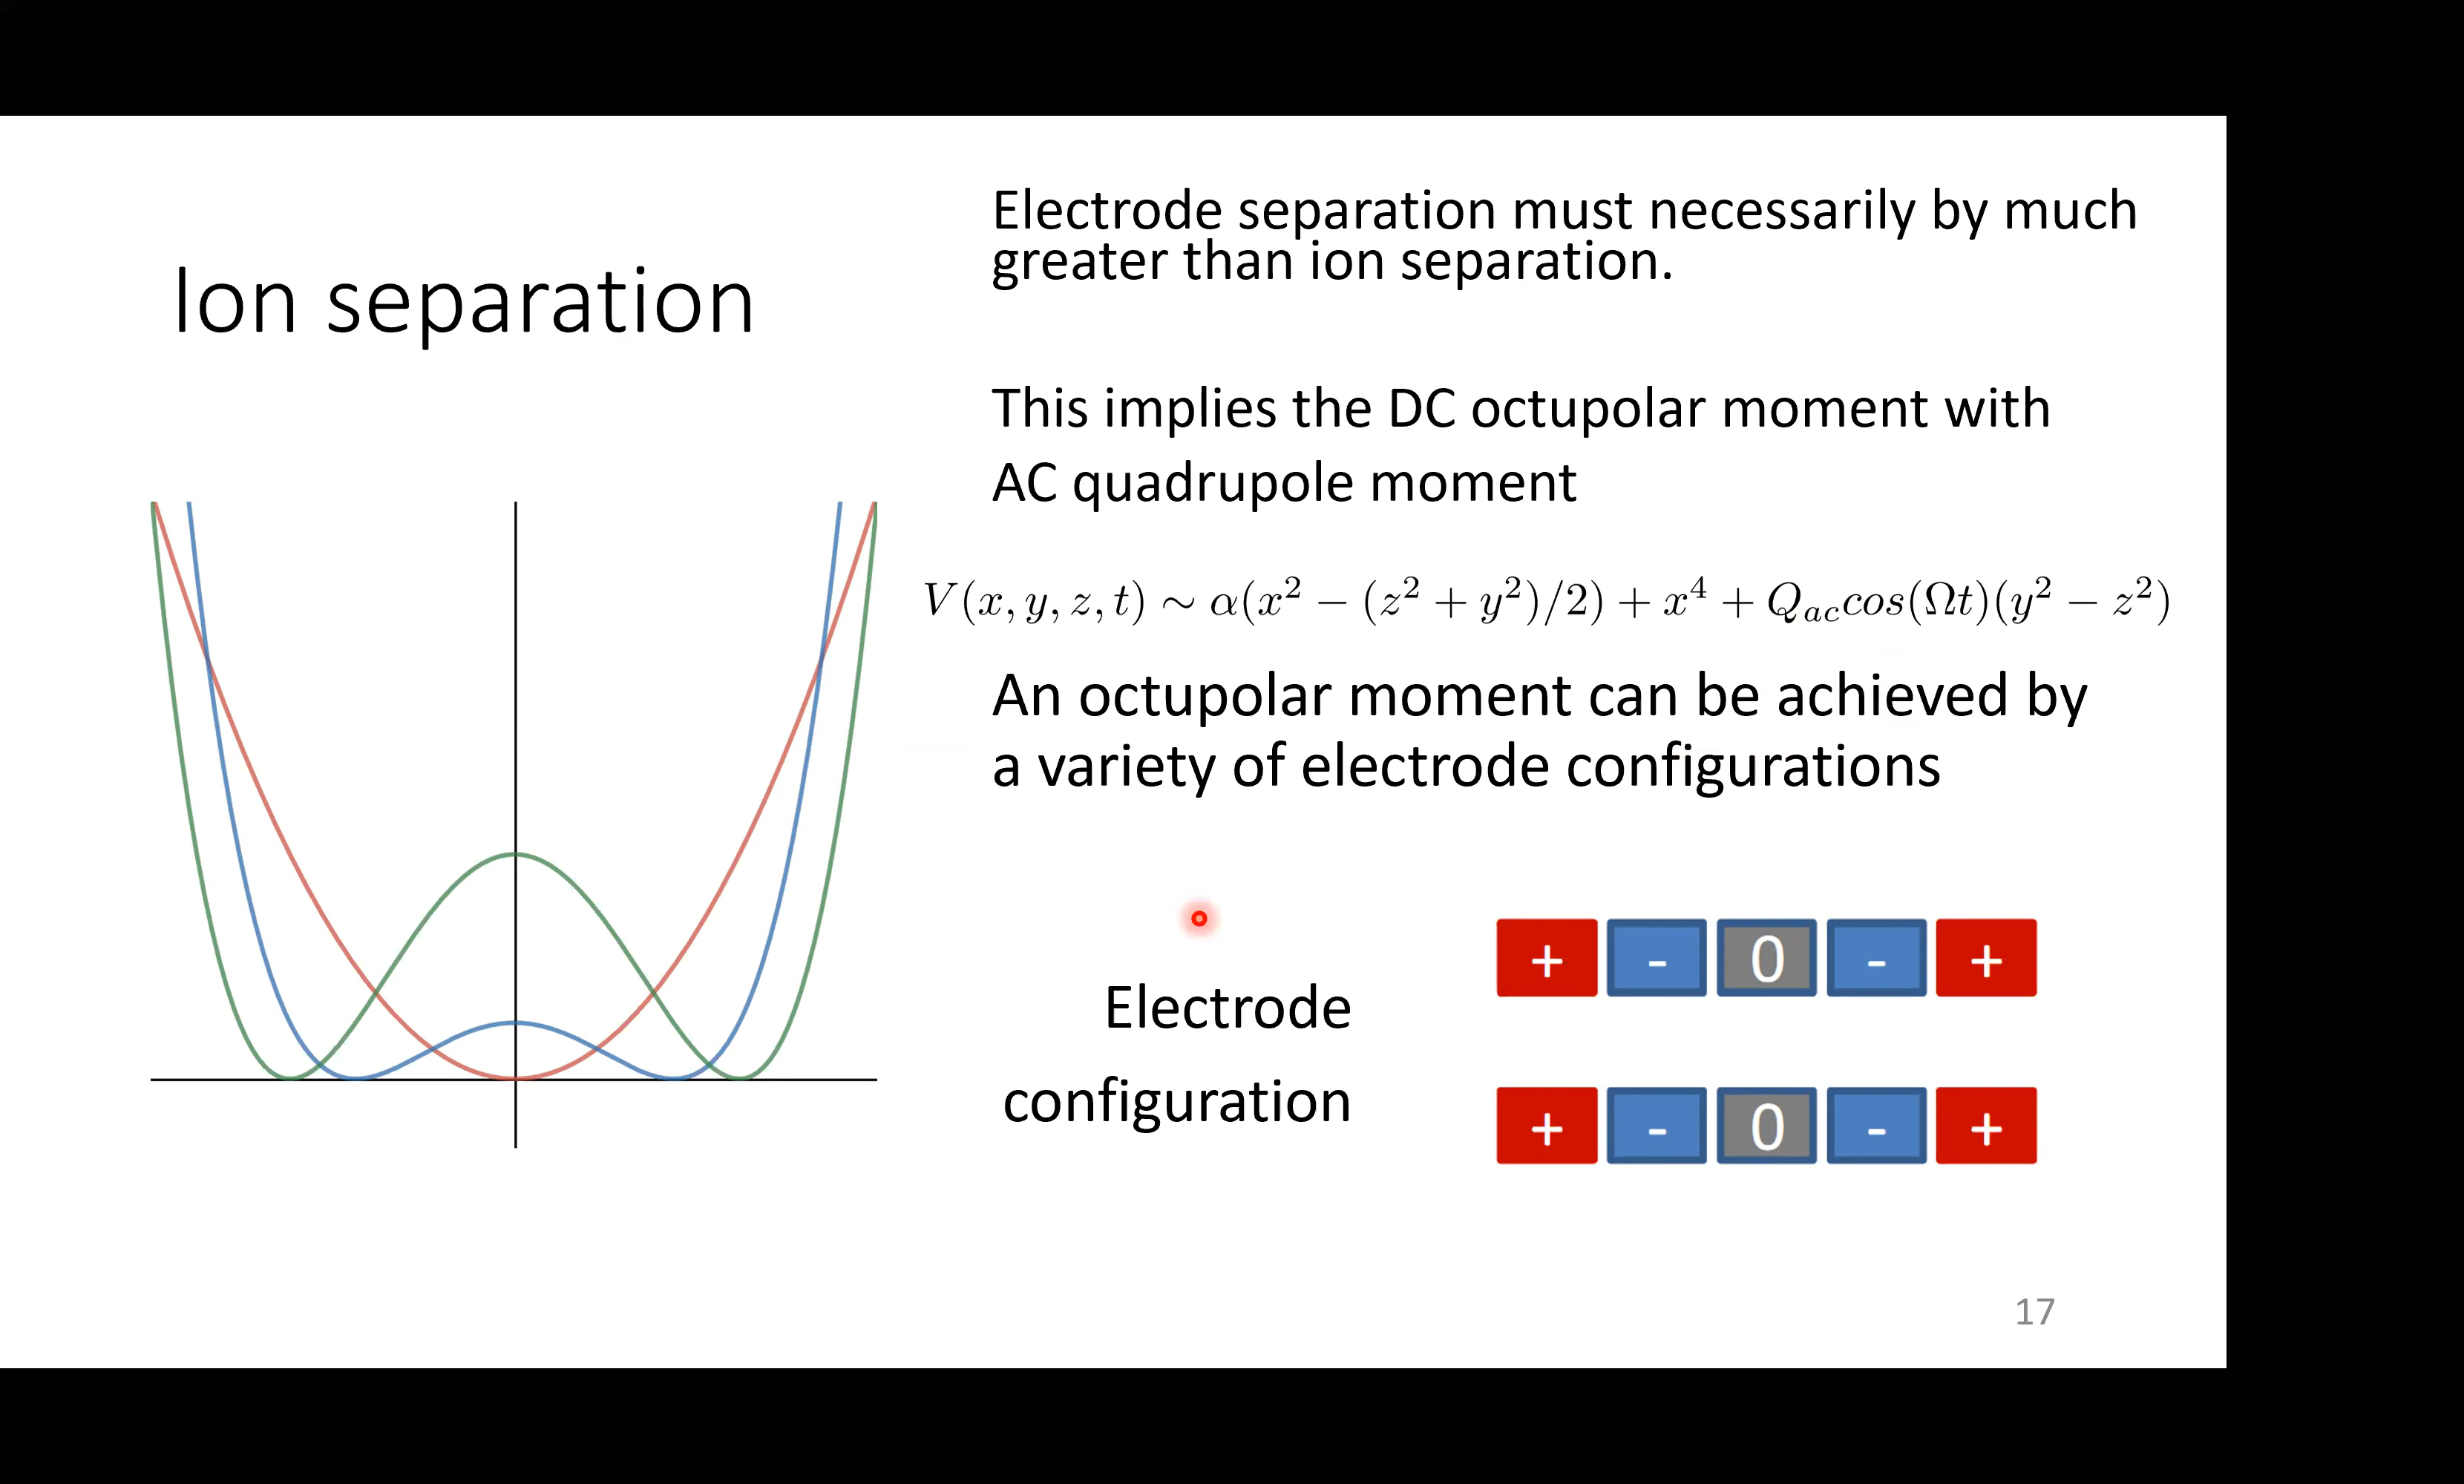 Ion separation
Electrode separation must necessarily by much
greater than ion separation.
This implies the DC octupolar moment with
AC quadrupole moment
V(x, y, z, t) ∼ α(x² − (z² + y²)/2) + x⁴ + Q_{ac}cos(Ωt)(y² − z²)
An octupolar moment can be achieved by
a variety of electrode configurations
Electrode
configuration
+ - 0 - +
+ - 0 - +
17